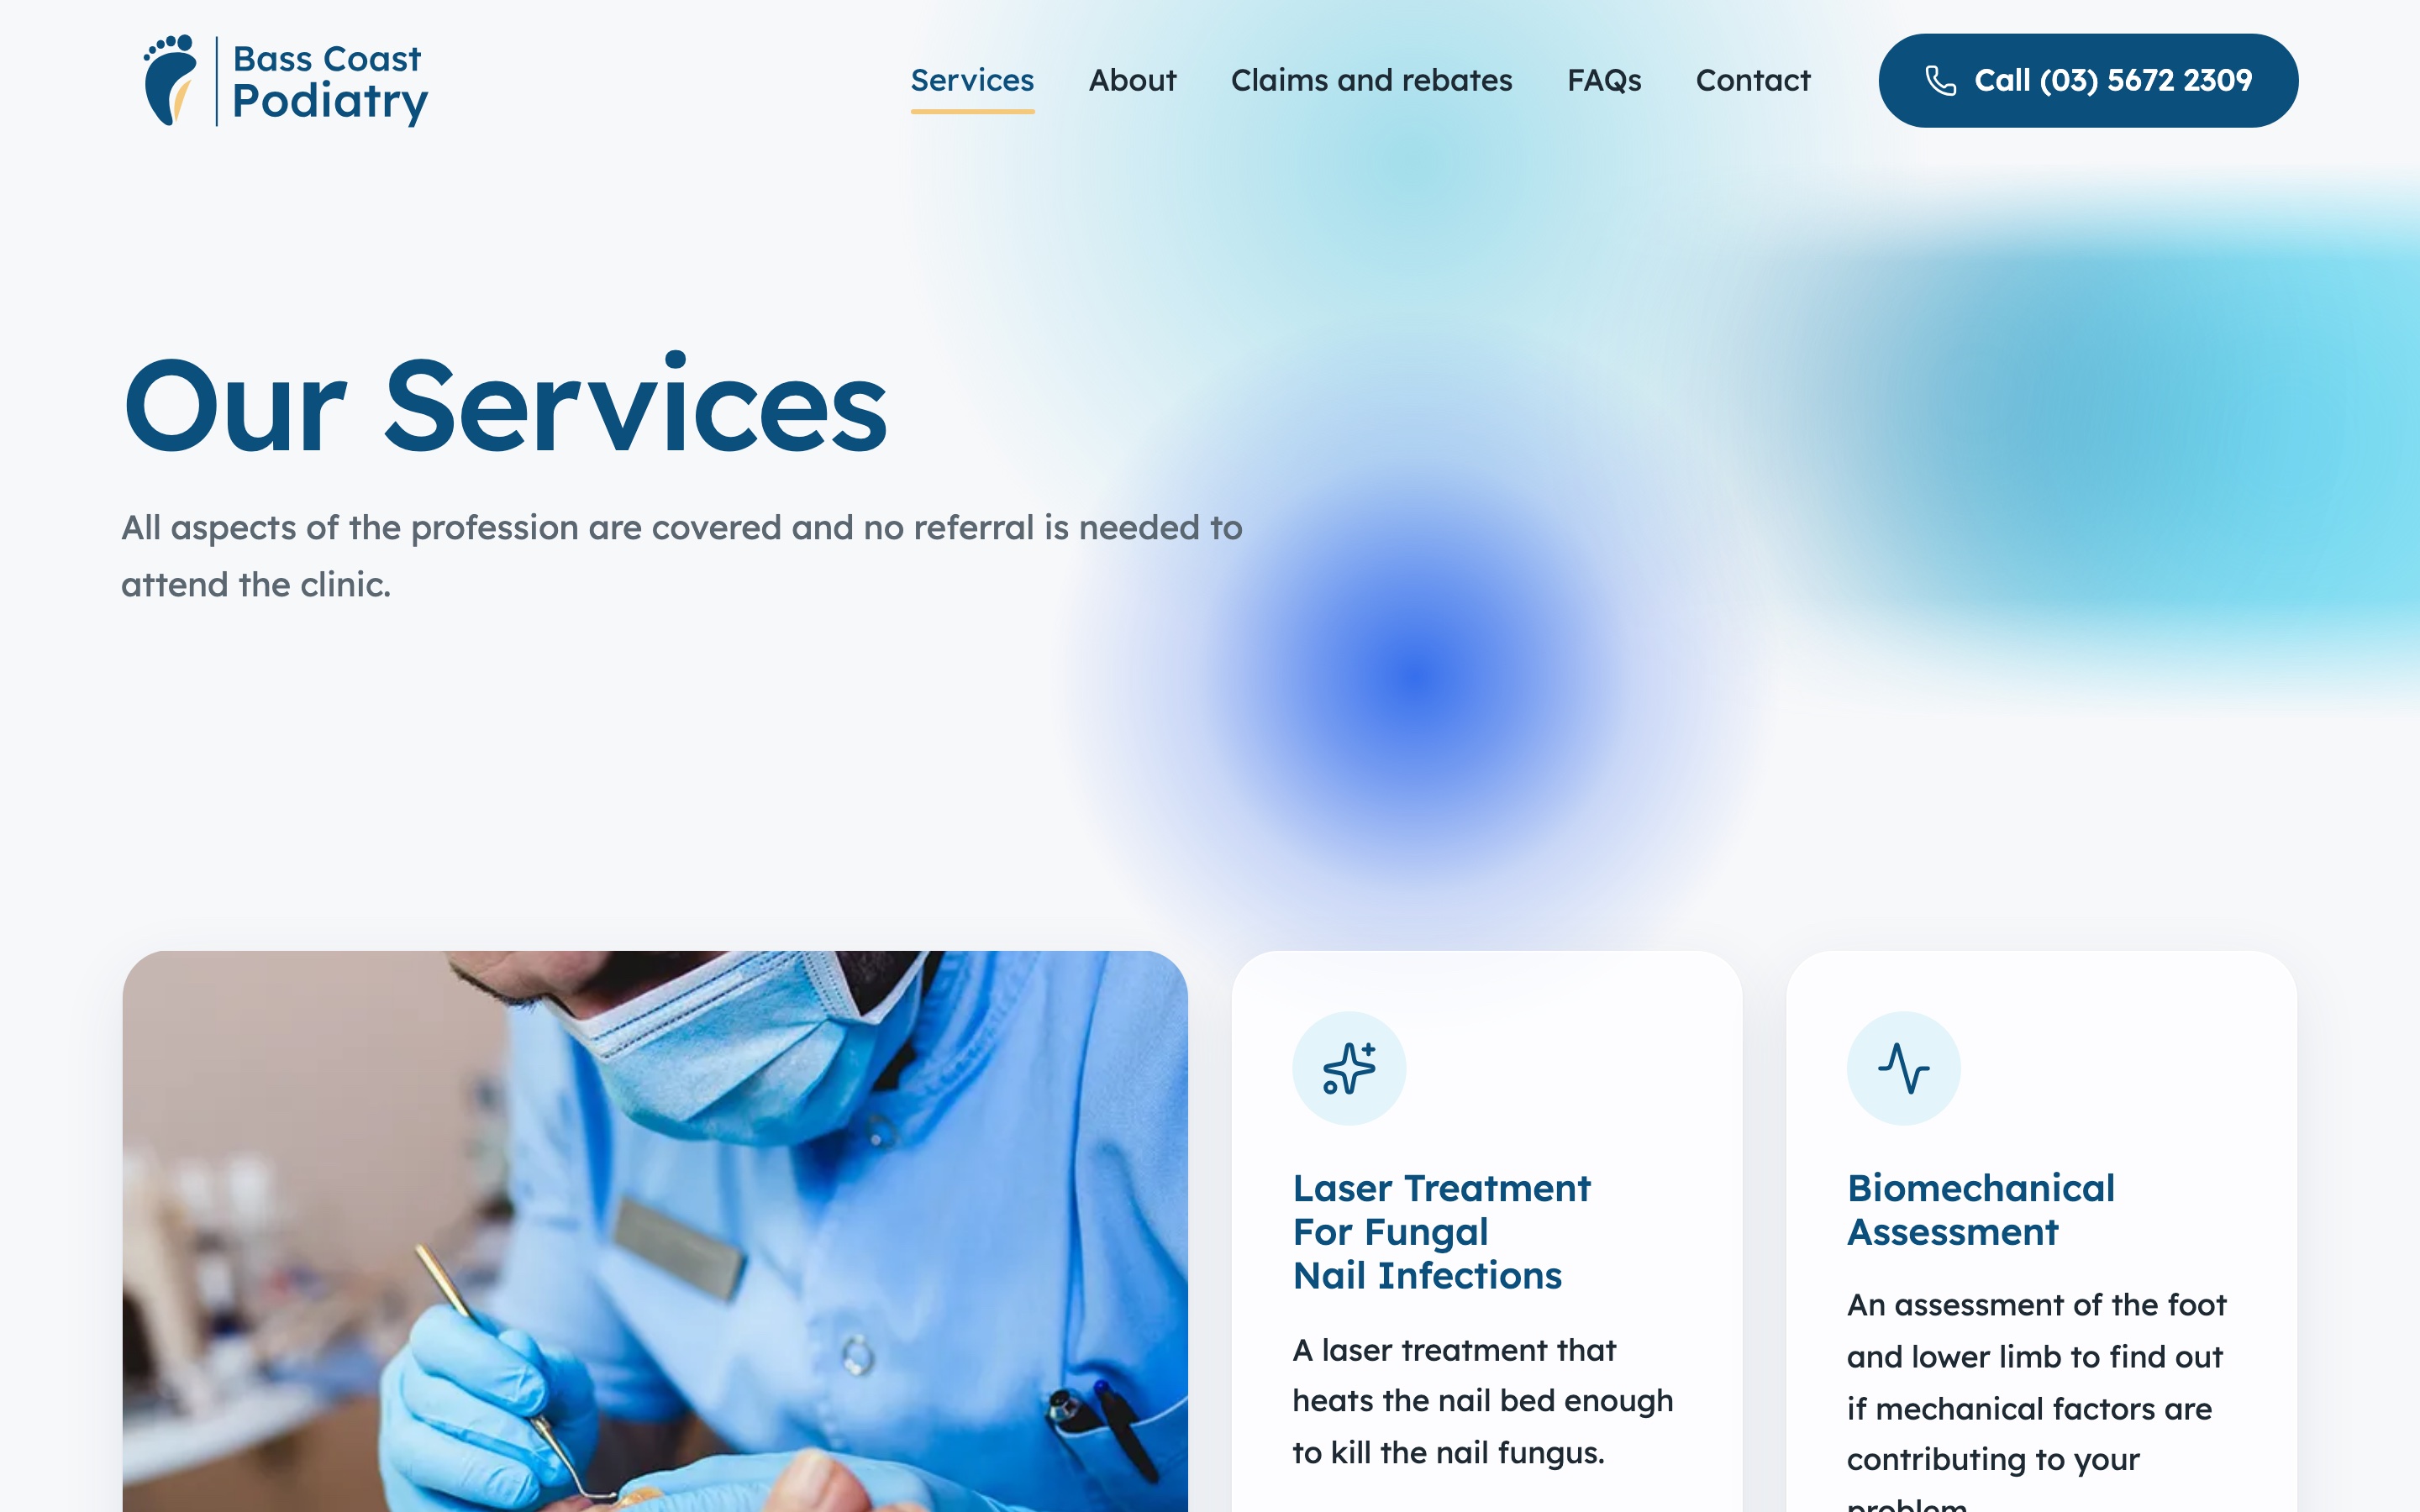 Bass Coast
Podiatry
Services
About
Claims and rebates
FAQs
Contact
Call (03) 5672 2309
Our Services
All aspects of the profession are covered and no referral is needed to
attend the clinic.
Laser Treatment
For Fungal
Nail Infections
A laser treatment that
heats the nail bed enough
to kill the nail fungus.
Biomechanical
Assessment
An assessment of the foot
and lower limb to find out
if mechanical factors are
contributing to your
problem.